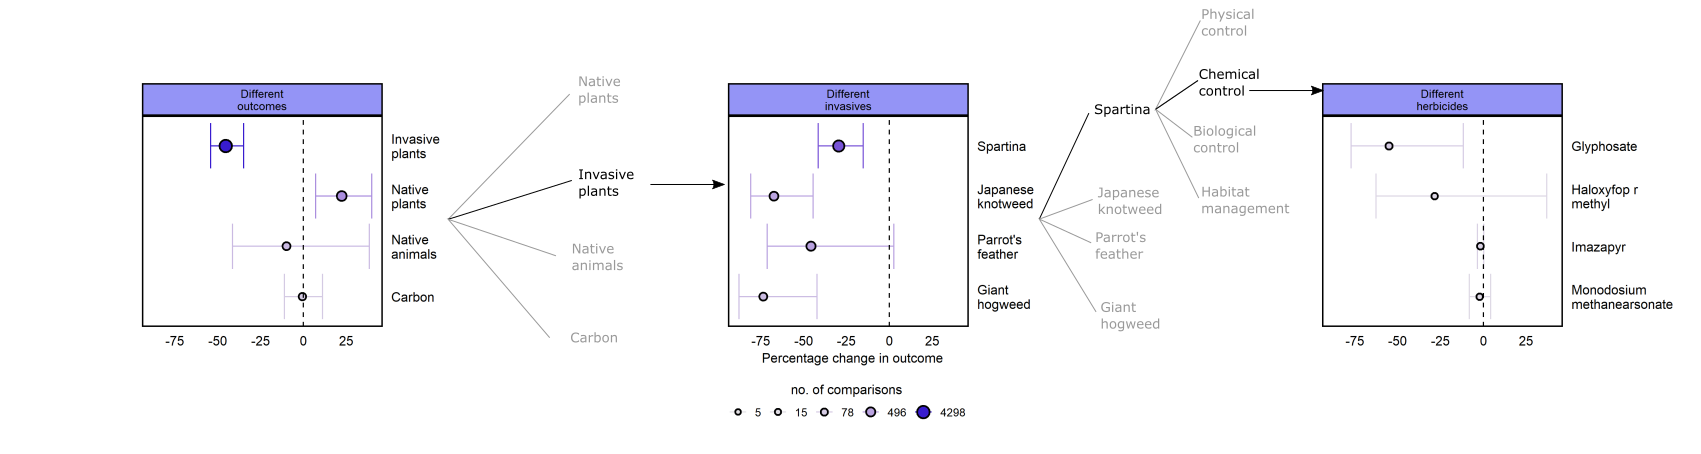 Different
outcomes
Invasive
plants
Native
plants
Native
animals
Carbon
-75 -50 -25 0 25
Native
plants
Invasive
plants
Native
animals
Carbon
Different
invasives
Spartina
Japanese
knotweed
Parrot's
feather
Giant
hogweed
-75 -50 -25 0 25
Percentage change in outcome
no. of comparisons
5 15 78 496 4298
Spartina
Japanese
knotweed
Parrot's
feather
Giant
hogweed
Physical
control
Chemical
control
Biological
control
Habitat
management
Different
herbicides
Glyphosate
Haloxyfop r
methyl
Imazapyr
Monodosium
methanearsonate
-75 -50 -25 0 25